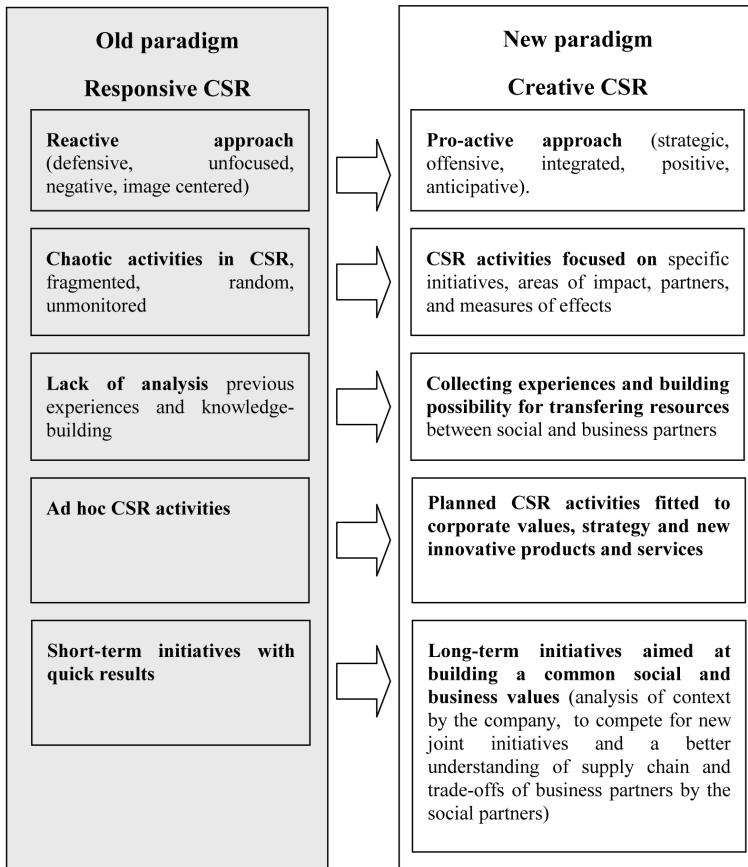 Old paradigm
Responsive CSR
Reactive approach
(defensive, unfocused,
negative, image centered)
Chaotic activities in CSR,
fragmented, random,
unmonitored
Lack of analysis previous
experiences and knowledge-
building
Ad hoc CSR activities
Short-term initiatives with
quick results
New paradigm
Creative CSR
Pro-active approach (strategic,
offensive, integrated, positive,
anticipative).
CSR activities focused on specific
initiatives, areas of impact, partners,
and measures of effects
Collecting experiences and building
possibility for transfering resources
between social and business partners
Planned CSR activities fitted to
corporate values, strategy and new
innovative products and services
Long-term initiatives aimed at
building a common social and
business values (analysis of context
by the company, to compete for new
joint initiatives and a better
understanding of supply chain and
trade-offs of business partners by the
social partners)